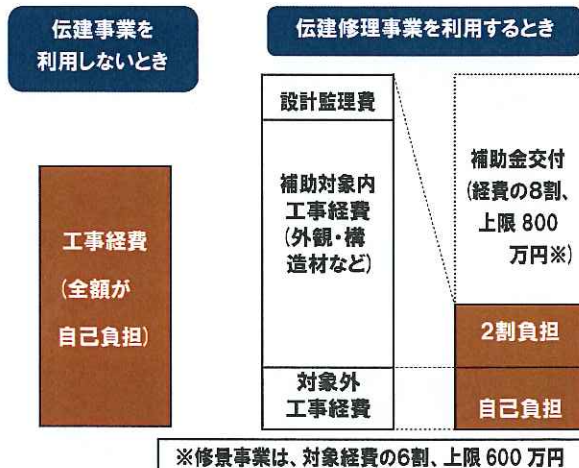 伝建事業を
利用しないとき
伝建修理事業を利用するとき
工事経費
(全額が
自己負担)
設計監理費
補助対象内
工事経費
(外観・構
造材など)
対象外
工事経費
補助金交付
(経費の8割、
上限 800
万円※)
2割負担
自己負担
※修景事業は、対象経費の6割、上限 600 万円